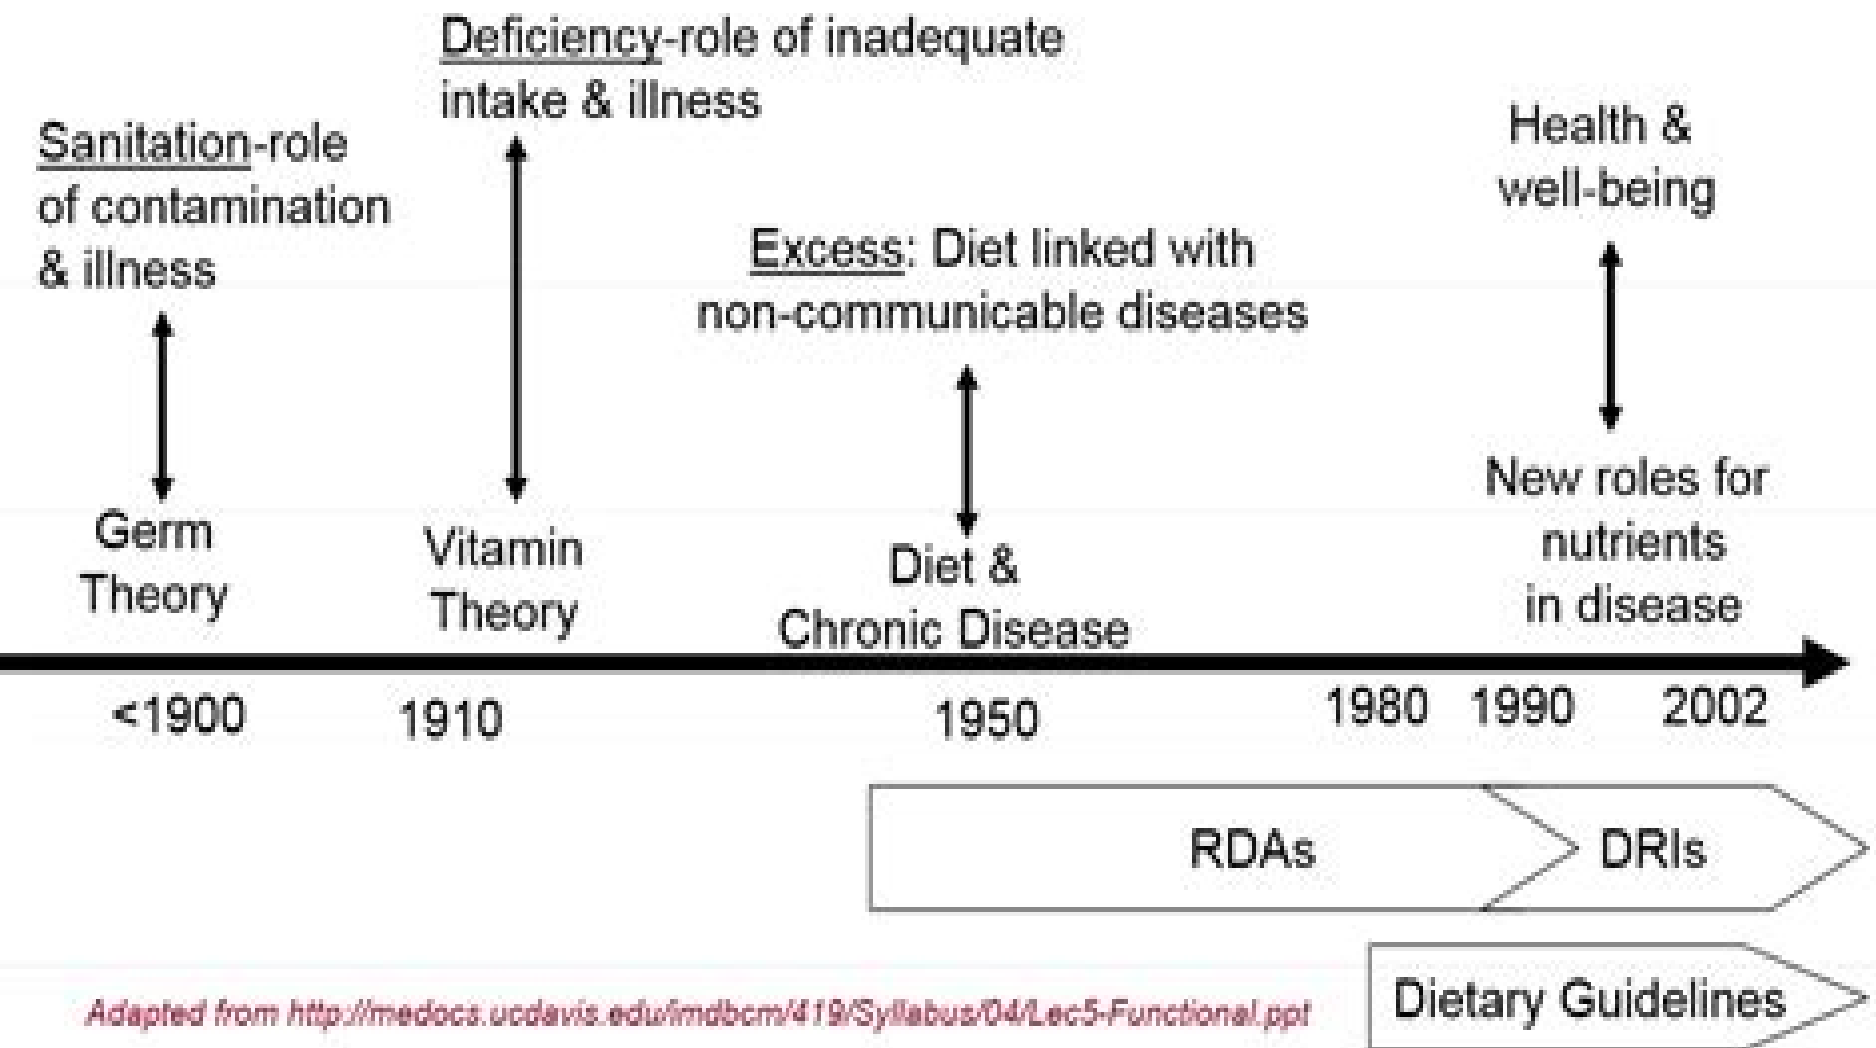 Deficiency-role of inadequate
intake & illness
Sanitation-role
of contamination
& illness
Health &
well-being
Excess: Diet linked with
non-communicable diseases
Germ
Theory
Vitamin
Theory
Diet &
Chronic Disease
New roles for
nutrients
in disease
<1900
1910
1950
1980
1990
2002
RDAs
DRIs
Dietary Guidelines
Adapted from http://medocs.ucdavis.edu/imdbcm/419/Syllabus/04/Lec5-Functional.ppt